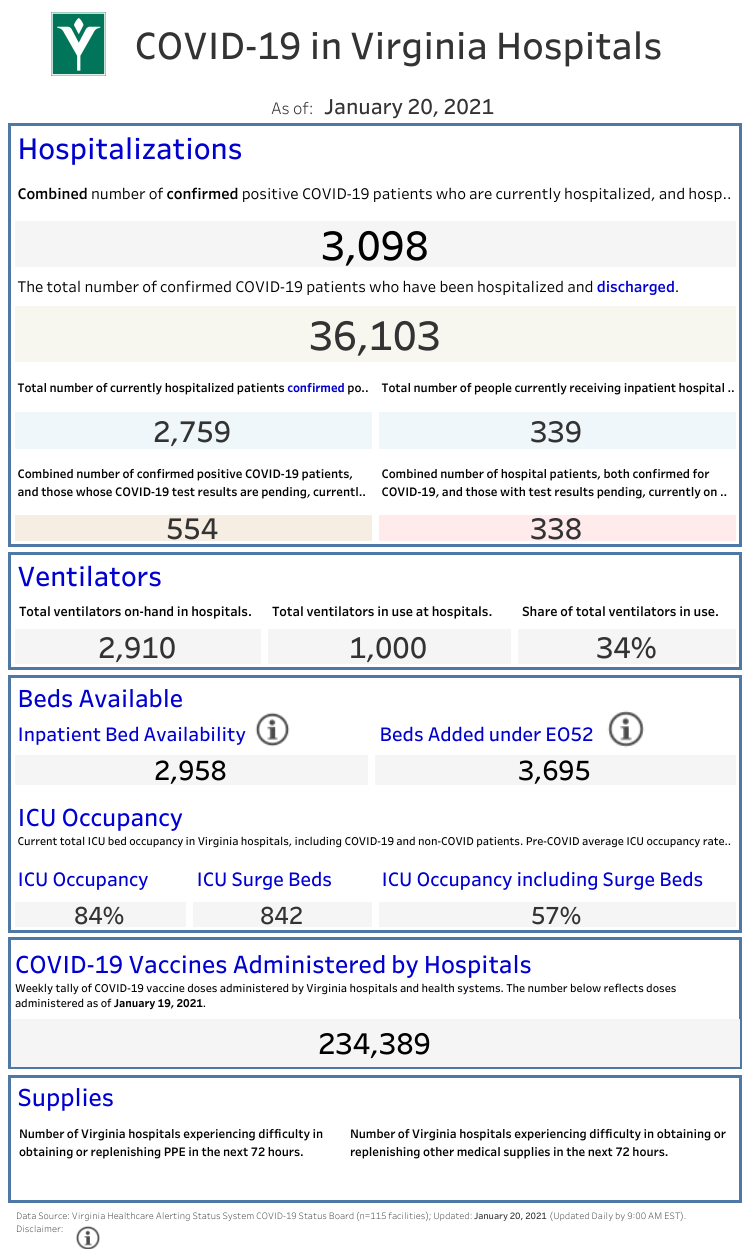 COVID-19 in Virginia Hospitals
As of: January 20, 2021
Hospitalizations
Combined number of confirmed positive COVID-19 patients who are currently hospitalized, and hosp..
3,098
The total number of confirmed COVID-19 patients who have been hospitalized and discharged.
36,103
Total number of currently hospitalized patients confirmed po..
Total number of people currently receiving inpatient hospital ..
2,759
339
Combined number of confirmed positive COVID-19 patients,
and those whose COVID-19 test results are pending, currentl..
Combined number of hospital patients, both confirmed for
COVID-19, and those with test results pending, currently on ..
554
338
Ventilators
Total ventilators on-hand in hospitals.
Total ventilators in use at hospitals.
Share of total ventilators in use.
2,910
1,000
34%
Beds Available
Inpatient Bed Availability
Beds Added under EO52
2,958
3,695
ICU Occupancy
Current total ICU bed occupancy in Virginia hospitals, including COVID-19 and non-COVID patients. Pre-COVID average ICU occupancy rate..
ICU Occupancy
ICU Surge Beds
ICU Occupancy including Surge Beds
84%
842
57%
COVID-19 Vaccines Administered by Hospitals
Weekly tally of COVID-19 vaccine doses administered by Virginia hospitals and health systems. The number below reflects doses
administered as of January 19, 2021.
234,389
Supplies
Number of Virginia hospitals experiencing difficulty in
obtaining or replenishing PPE in the next 72 hours.
Number of Virginia hospitals experiencing difficulty in obtaining or
replenishing other medical supplies in the next 72 hours.
Data Source: Virginia Healthcare Alerting Status System COVID-19 Status Board (n=115 facilities); Updated: January 20, 2021 (Updated Daily by 9:00 AM EST).
Disclaimer: